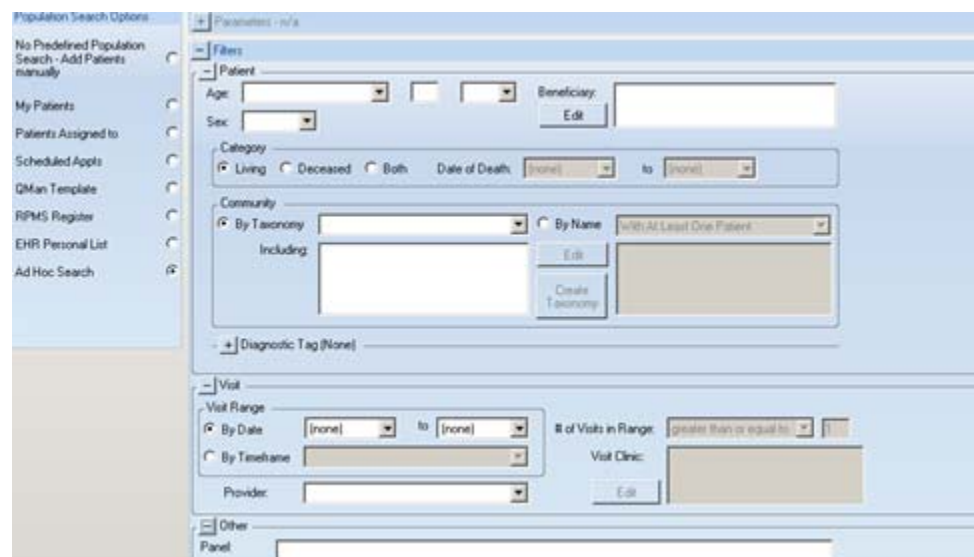 Population Search Options
No Predefined Population
Search - Add Patients
manually
My Patients
Patients Assigned to
Scheduled Appts
QMan Template
RPMS Register
EHR Personal List
Ad Hoc Search
+ Parameters - n/a
- Filters
- Patient
Age: Beneficiary:
Edit
Sex:
Category
Living Deceased Both Date of Death: (none) to (none)
Community
By Taxonomy By Name With At Least One Patient
Including: Edit
Create
Taxonomy
+ Diagnostic Tag (None)
- Visit
Visit Range
By Date (none) to (none) # of Visits in Range: greater than or equal to 1
By Timeframe Visit Clinic:
Provider: Edit
- Other
Panel